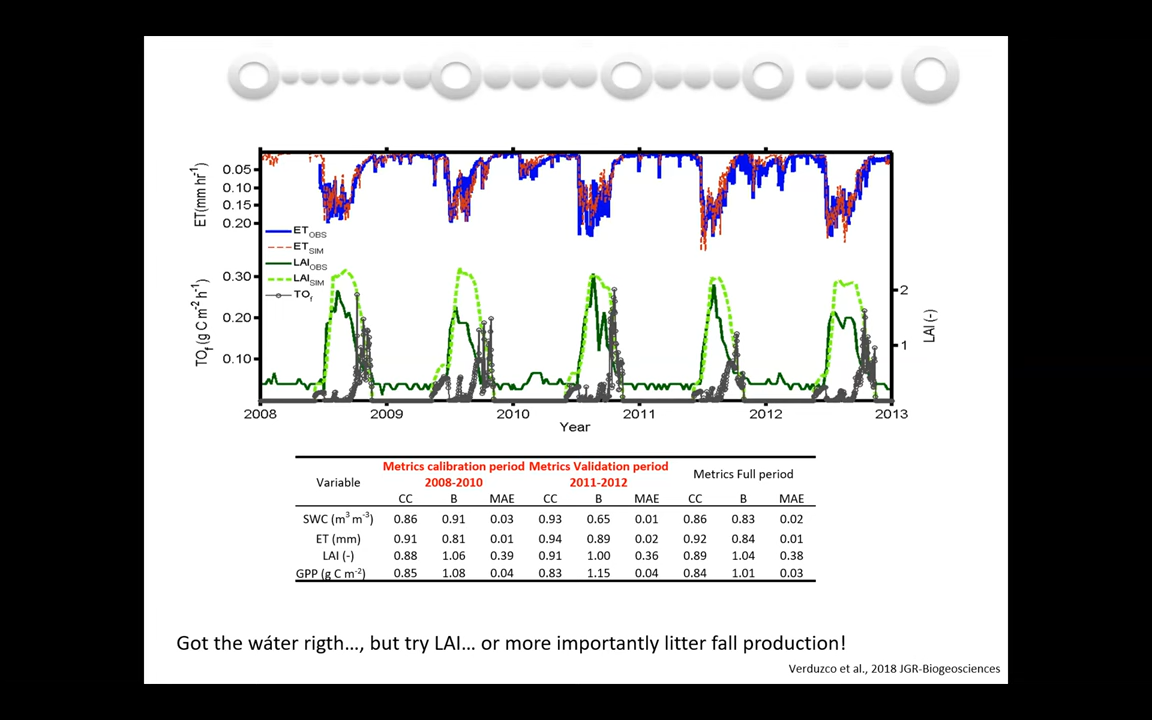 ET(mm hr-1)
0.05
0.10
0.15
0.20
ETOBS
ETSIM
LAIOBS
LAISIM
TOf
TOf (g C m-2 h-1)
0.30
0.20
0.10
2
1
LAI (-)
2008 2009 2010 2011 2012 2013
Year
Metrics calibration period Metrics Validation period
Variable 2008-2010 2011-2012 Metrics Full period
CC B MAE CC B MAE CC B MAE
SWC (m3 m-3) 0.86 0.91 0.03 0.93 0.65 0.01 0.86 0.83 0.02
ET (mm) 0.91 0.81 0.01 0.94 0.89 0.02 0.92 0.84 0.01
LAI (-) 0.88 1.06 0.39 0.91 1.00 0.36 0.89 1.04 0.38
GPP (g C m-2) 0.85 1.08 0.04 0.83 1.15 0.04 0.84 1.01 0.03
Got the wáter rigth…, but try LAI… or more importantly litter fall production!
Verduzco et al., 2018 JGR-Biogeosciences